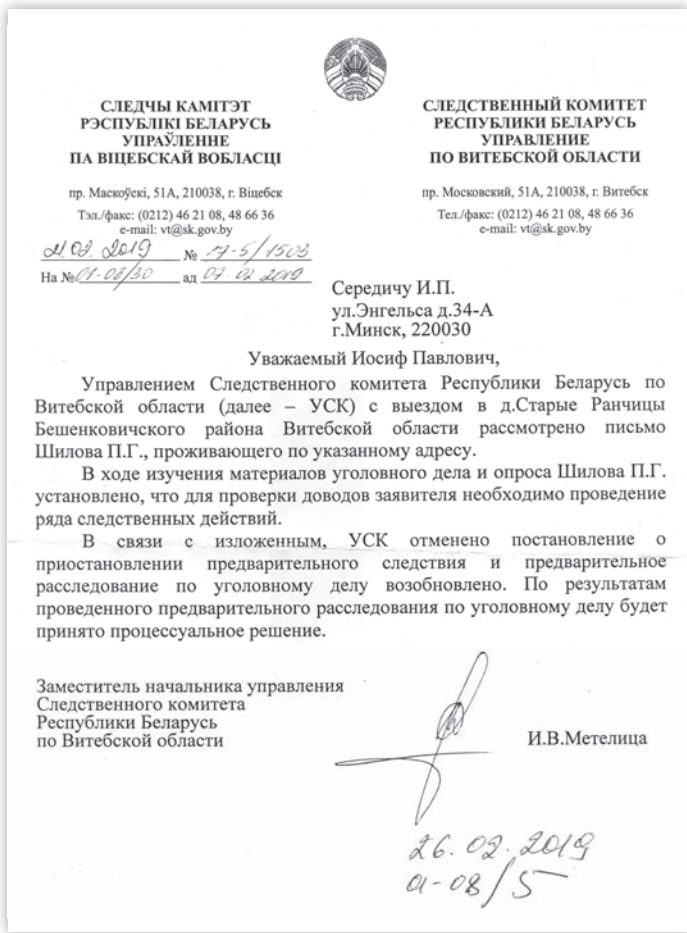 СЛЕДЧЫ КАМІТЭТ
РЭСПУБЛІКІ БЕЛАРУСЬ
УПРАЎЛЕННЕ
ПА ВІЦЕБСКАЙ ВОБЛАСЦІ
пр. Маскоўскі, 51А, 210038, г. Віцебск
Тэл./факс: (0212) 46 21 08, 48 66 36
e-mail: vt@sk.gov.by
СЛЕДСТВЕННЫЙ КОМИТЕТ
РЕСПУБЛИКИ БЕЛАРУСЬ
УПРАВЛЕНИЕ
ПО ВИТЕБСКОЙ ОБЛАСТИ
пр. Московский, 51А, 210038, г. Витебск
Тел./факс: (0212) 46 21 08, 48 66 36
e-mail: vt@sk.gov.by
21.02.2019 № 17-5/1503
На № 01-08/30 ад 07.02.2019
Середичу И.П.
ул.Энгельса д.34-А
г.Минск, 220030
Уважаемый Иосиф Павлович,
Управлением Следственного комитета Республики Беларусь по
Витебской области (далее – УСК) с выездом в д.Старые Ранчицы
Бешенковичского района Витебской области рассмотрено письмо
Шилова П.Г., проживающего по указанному адресу.
В ходе изучения материалов уголовного дела и опроса Шилова П.Г.
установлено, что для проверки доводов заявителя необходимо проведение
ряда следственных действий.
В связи с изложенным, УСК отменено постановление о
приостановлении предварительного следствия и предварительное
расследование по уголовному делу возобновлено. По результатам
проведенного предварительного расследования по уголовному делу будет
принято процессуальное решение.
Заместитель начальника управления
Следственного комитета
Республики Беларусь
по Витебской области
И.В.Метелица
26.02.2019
01-08/5